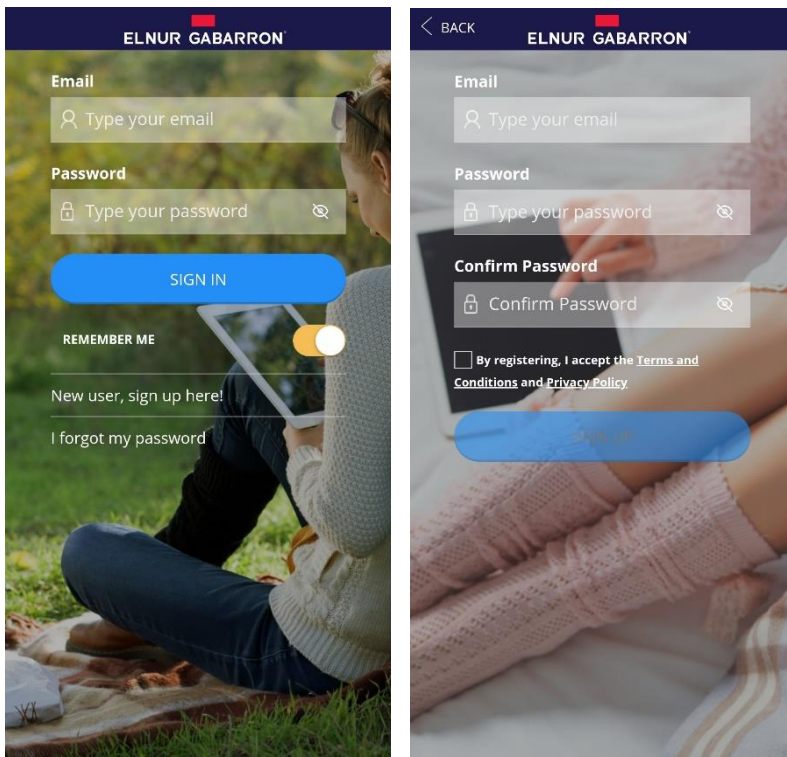 ELNUR GABARRON
Email
Type your email
Password
Type your password
SIGN IN
REMEMBER ME
New user, sign up here!
I forgot my password
BACK
ELNUR GABARRON
Email
Type your email
Password
Type your password
Confirm Password
Confirm Password
By registering, I accept the Terms and
Conditions and Privacy Policy
SIGN UP